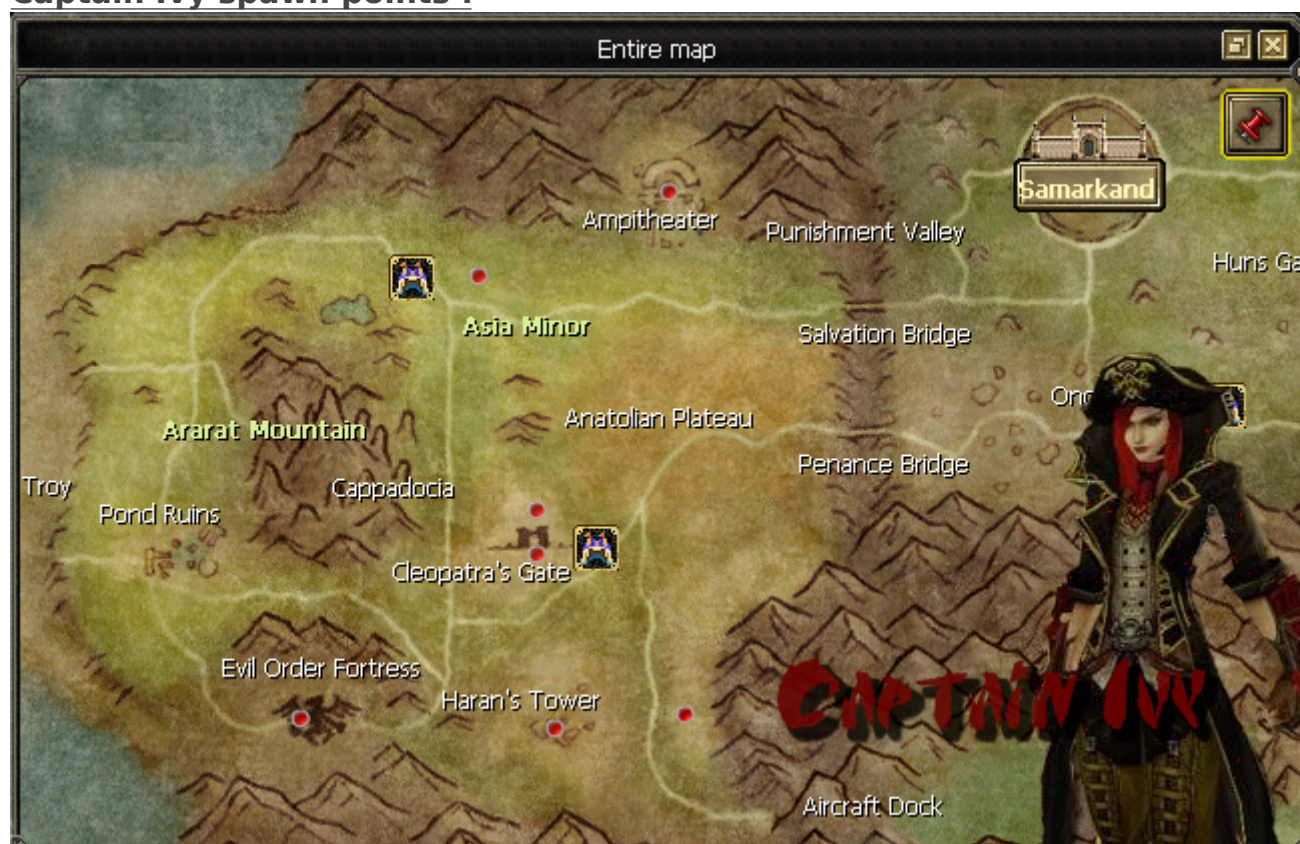 Captain Ivy spawn points :
Entire map
Samarkand
Ampitheater
Punishment Valley
Huns Ga
Asia Minor
Salvation Bridge
Anatolian Plateau
Ararat Mountain
Penance Bridge
Troy
Cappadocia
Pond Ruins
Cleopatra's Gate
Evil Order Fortress
Haran's Tower
Captain Ivy
Aircraft Dock